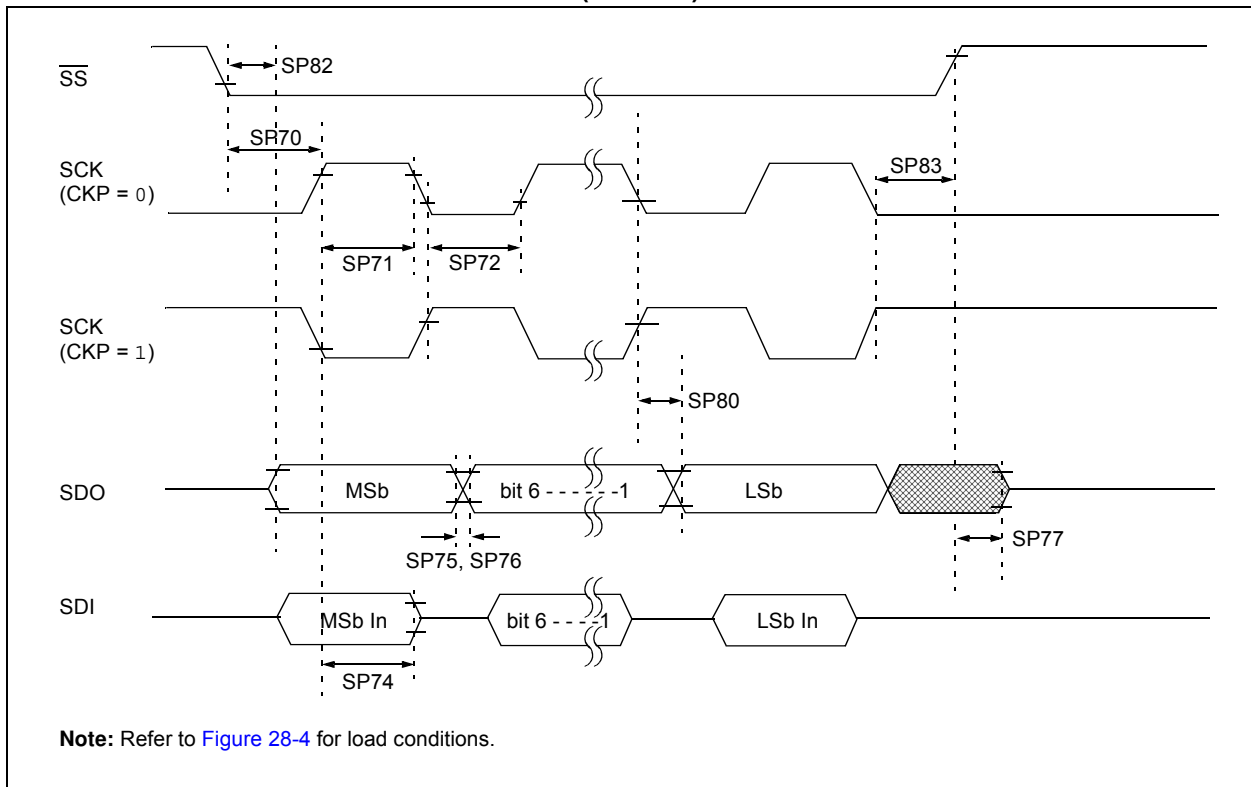 SS
SP82
SP70
SCK
(CKP = 0)
SP83
SP71
SP72
SCK
(CKP = 1)
SP80
SDO
MSb
bit 6 - - - - - -1
LSb
SP75, SP76
SP77
SDI
MSb In
bit 6 - - - -1
LSb In
SP74
Note: Refer to Figure 28-4 for load conditions.